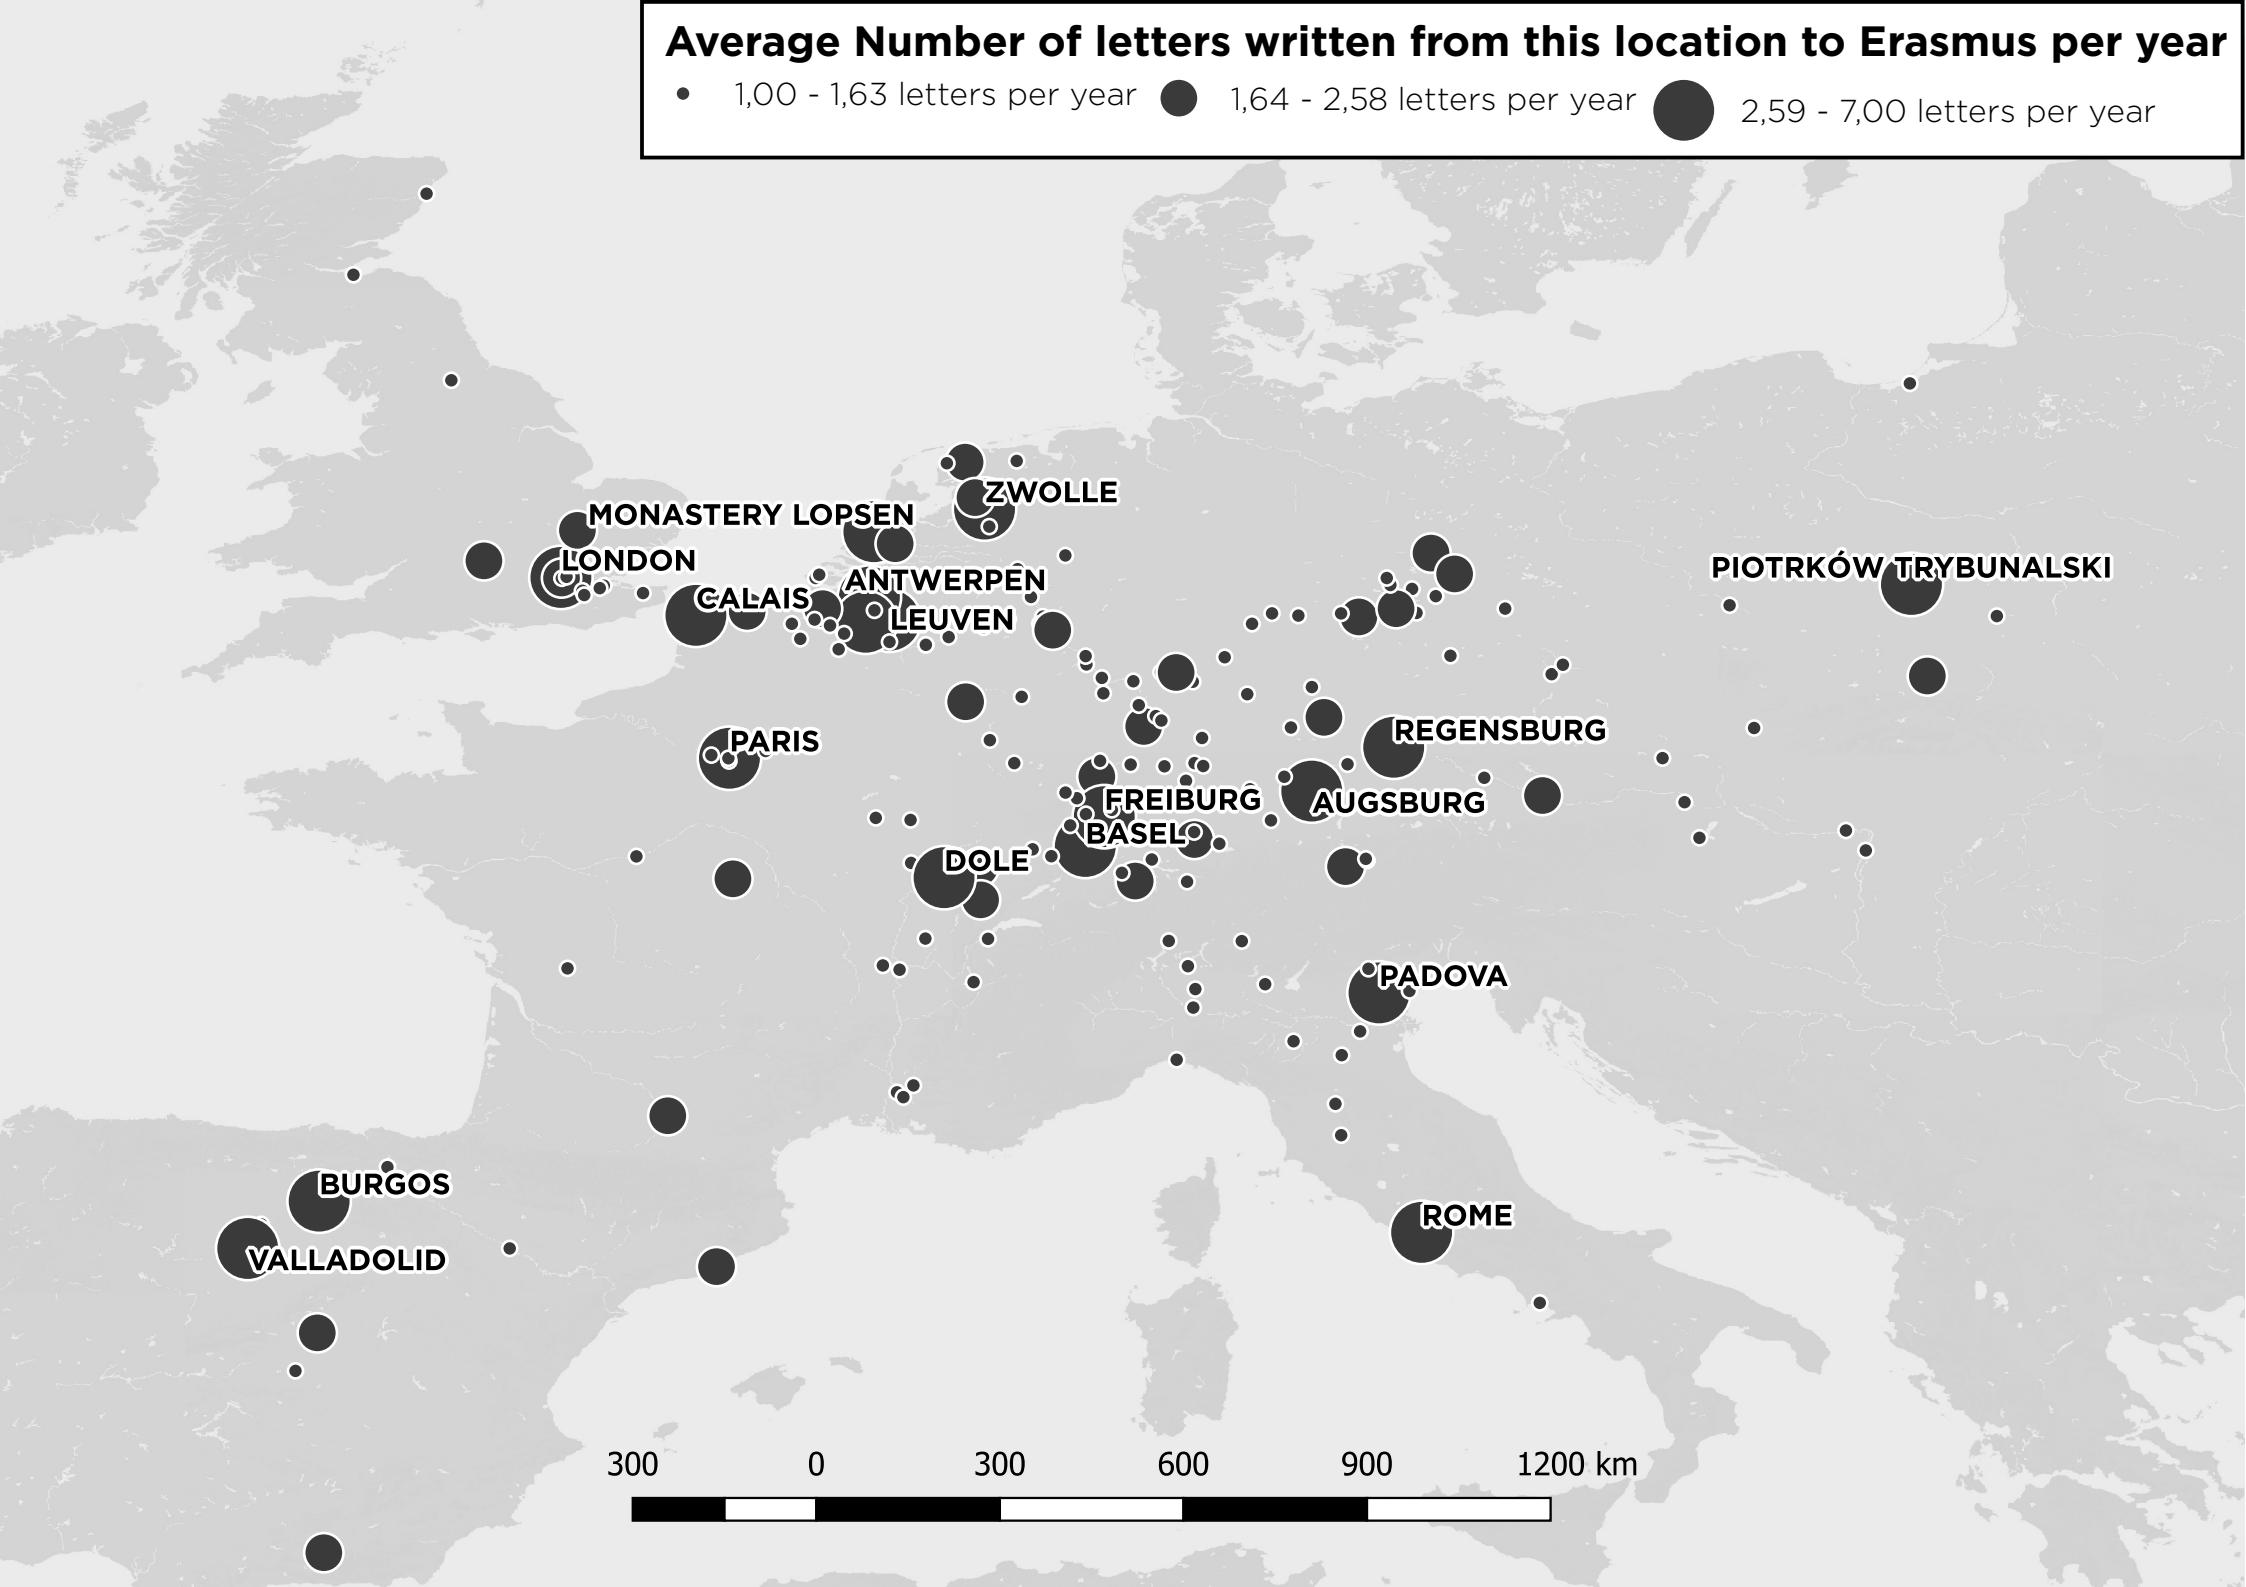 Average Number of letters written from this location to Erasmus per year
1,00 - 1,63 letters per year
1,64 - 2,58 letters per year
2,59 - 7,00 letters per year
ZWOLLE
MONASTERY LOPSEN
LONDON
PIOTRKÓW TRYBUNALSKI
ANTWERPEN
CALAIS
LEUVEN
REGENSBURG
PARIS
FREIBURG
AUGSBURG
BASEL
DOLE
PADOVA
BURGOS
ROME
VALLADOLID
300 0 300 600 900 1200 km